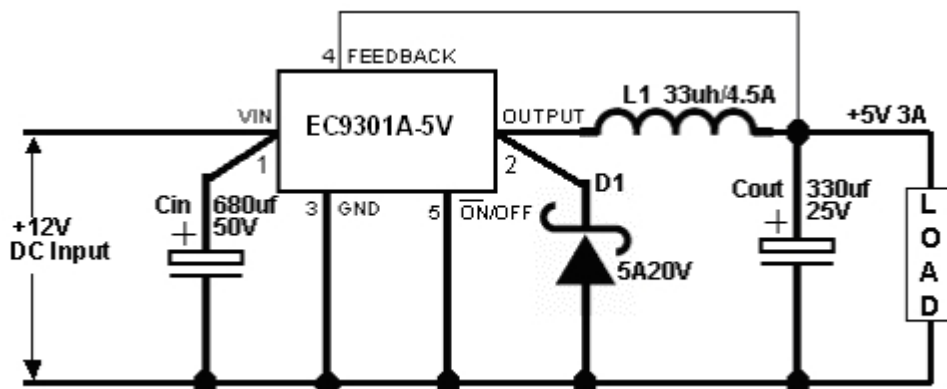 4 FEEDBACK
L1 33uh/4.5A
VIN
EC9301A-5V
OUTPUT
+5V 3A
1
2
D1
Cin
680uf
50V
3 GND
5 ON/OFF
Cout
330uf
25V
+12V
DC Input
+
+
5A20V
LOAD